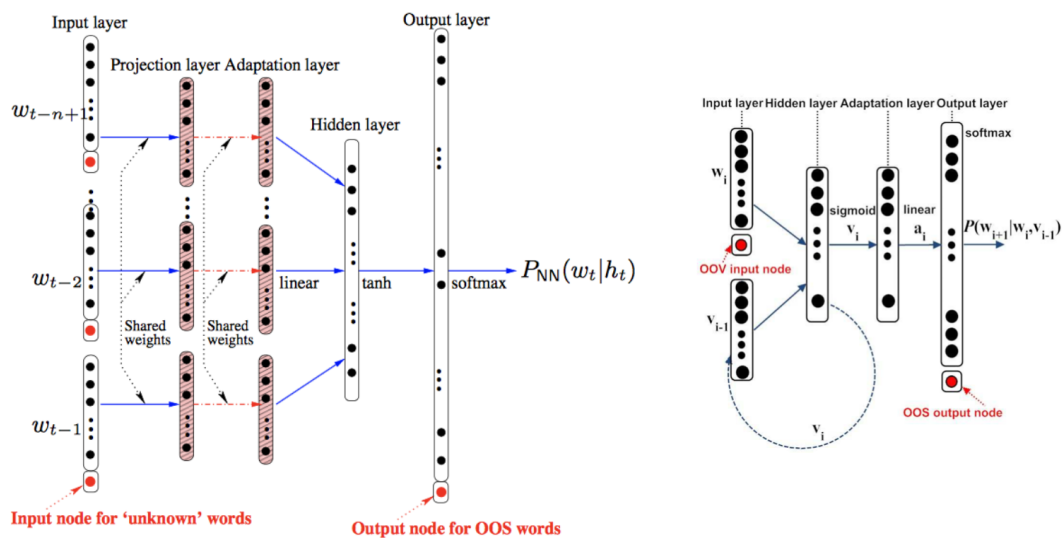 Input layer
Output layer
Projection layer Adaptation layer
Hidden layer
w_{t−n+1}
w_{t−2}
w_{t−1}
Shared
weights
Shared
weights
linear
tanh
softmax
P_{NN}(w_t|h_t)
Input node for ‘unknown’ words
Output node for OOS words
Input layer Hidden layer Adaptation layer Output layer
softmax
w_i
sigmoid
v_i
linear
a_i
P(w_{i+1}|w_i,v_{i-1})
OOV input node
v_{i-1}
OOS output node
v_i